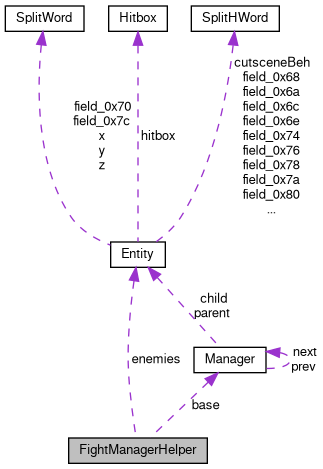 SplitWord
Hitbox
SplitHWord
cutsceneBeh
field_0x68
field_0x6a
field_0x6c
field_0x6e
field_0x74
field_0x76
field_0x78
field_0x7a
field_0x80
...
field_0x70
field_0x7c
x
y
z
hitbox
Entity
child
parent
enemies
Manager
next
prev
base
FightManagerHelper